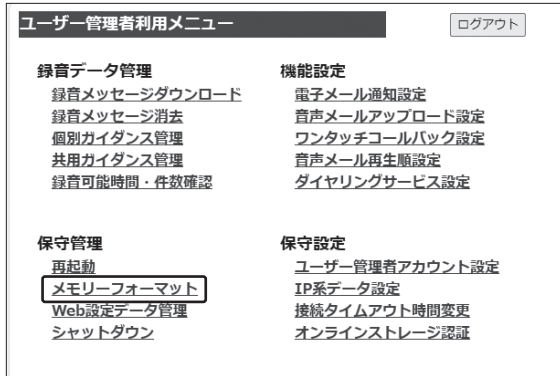 ユーザー管理者利用メニュー
ログアウト
録音データ管理
録音メッセージダウンロード
録音メッセージ消去
個別ガイダンス管理
共用ガイダンス管理
録音可能時間・件数確認
機能設定
電子メール通知設定
音声メールアップロード設定
ワンタッチコールバック設定
音声メール再生順設定
ダイヤリングサービス設定
保守管理
再起動
メモリーフォーマット
Web設定データ管理
シャットダウン
保守設定
ユーザー管理者アカウント設定
IP系データ設定
接続タイムアウト時間変更
オンラインストレージ認証